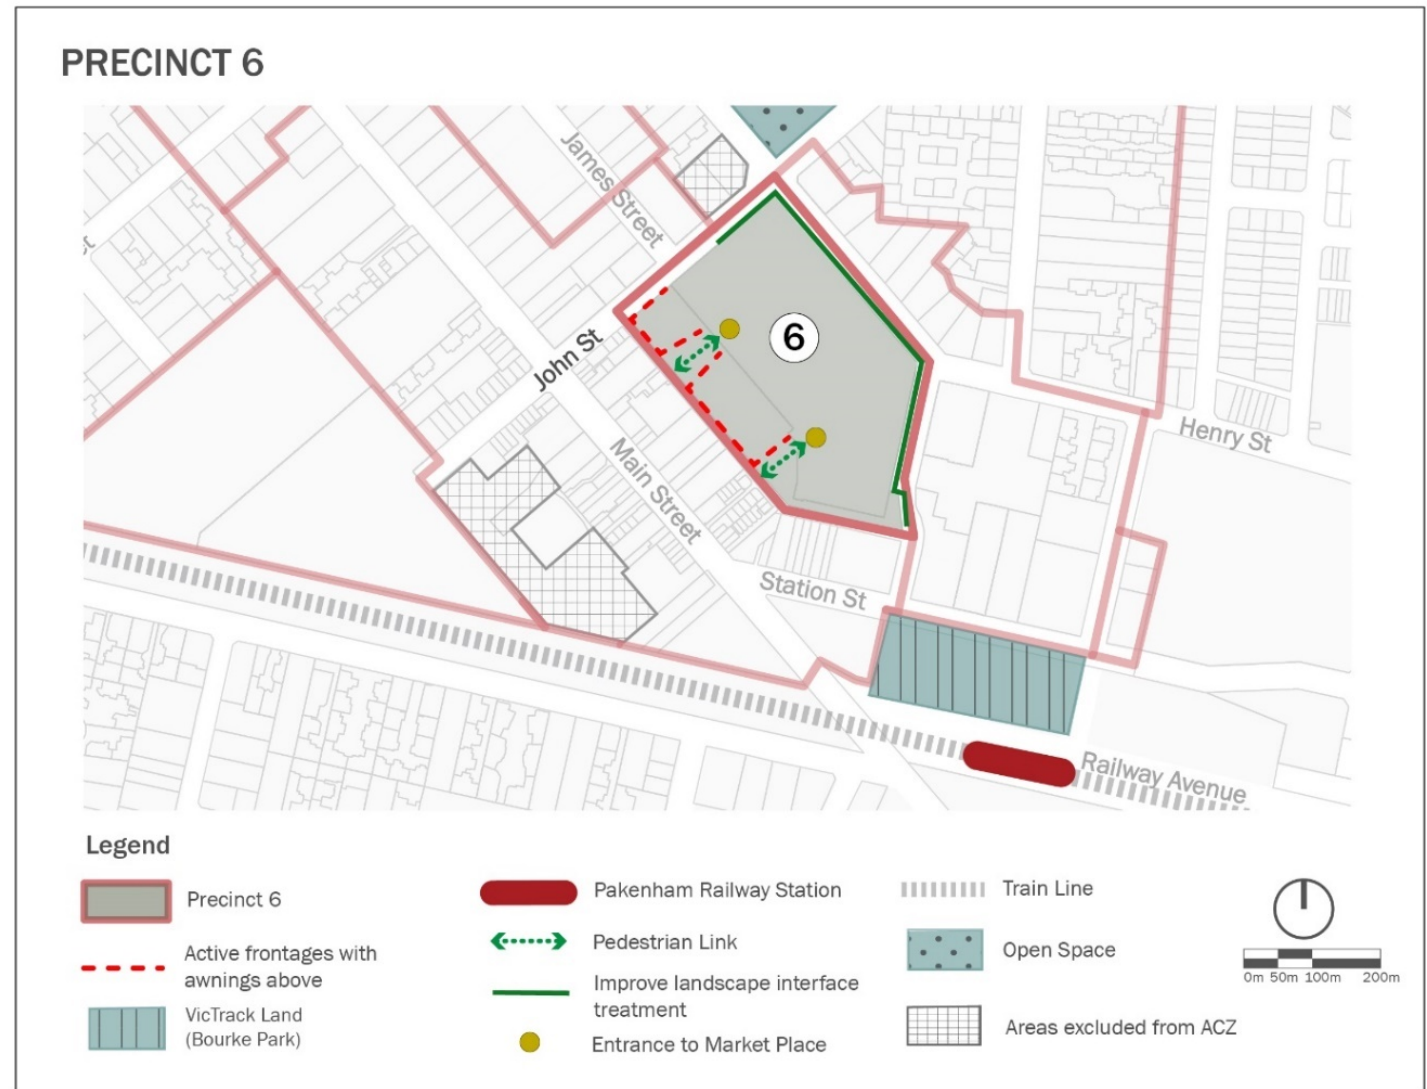 PRECINCT 6
James Street
6
John St
Henry St
Main Street
Station St
Railway Avenue
Legend
Precinct 6
Active frontages with
awnings above
VicTrack Land
(Bourke Park)
Pakenham Railway Station
Pedestrian Link
Improve landscape interface
treatment
Entrance to Market Place
Train Line
Open Space
Areas excluded from ACZ
0m 50m 100m 200m